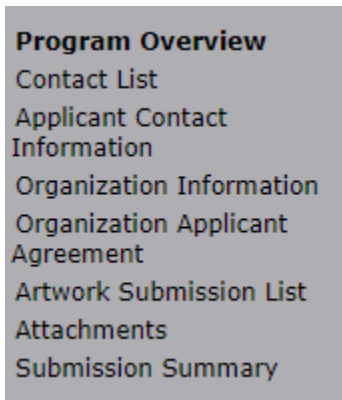 Program Overview
Contact List
Applicant Contact
Information
Organization Information
Organization Applicant
Agreement
Artwork Submission List
Attachments
Submission Summary